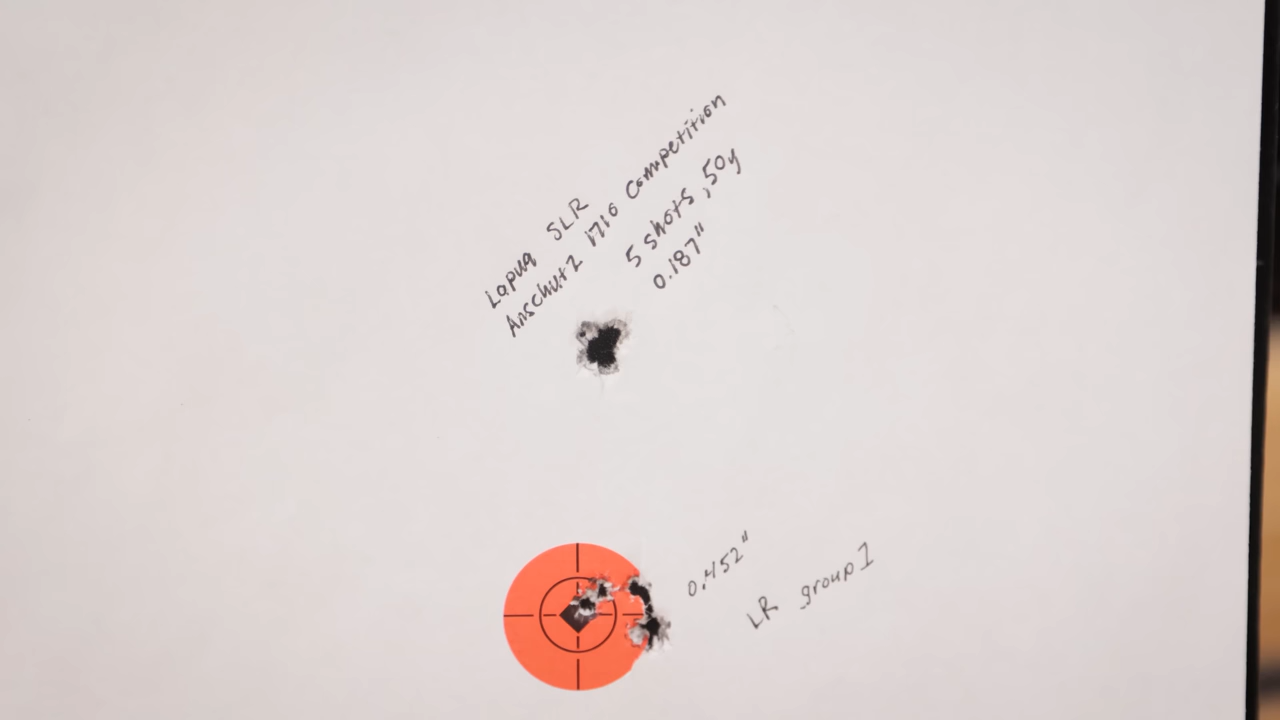 Lapua SLR
Anschutz 1710 Competition
5 shots, 50y
0.187"
0.452"
LR group 1